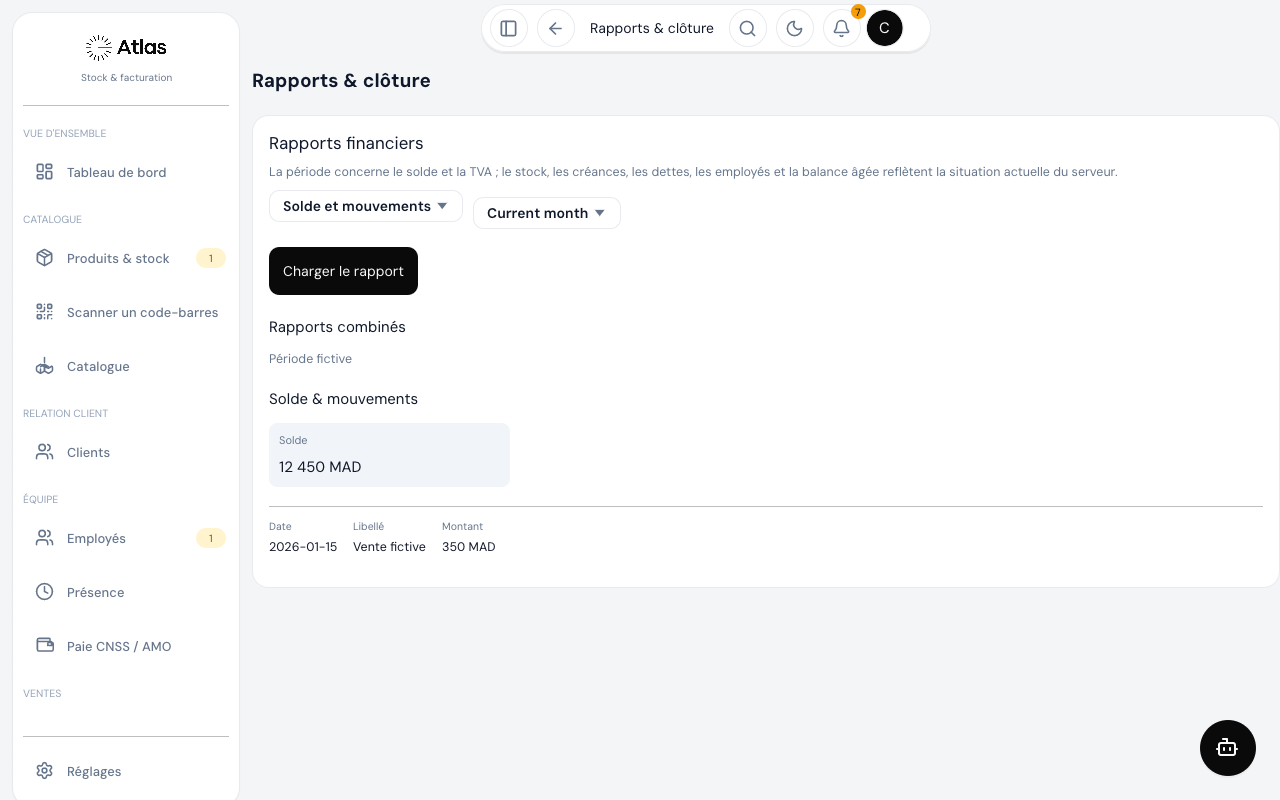 Atlas
Stock & facturation
VUE D'ENSEMBLE
Tableau de bord
CATALOGUE
Produits & stock 1
Scanner un code-barres
Catalogue
RELATION CLIENT
Clients
ÉQUIPE
Employés 1
Présence
Paie CNSS / AMO
VENTES
Réglages
Rapports & clôture 7 C
Rapports & clôture
Rapports financiers
La période concerne le solde et la TVA ; le stock, les créances, les dettes, les employés et la balance âgée reflètent la situation actuelle du serveur.
Solde et mouvements Current month
Charger le rapport
Rapports combinés
Période fictive
Solde & mouvements
Solde
12 450 MAD
Date Libellé Montant
2026-01-15 Vente fictive 350 MAD